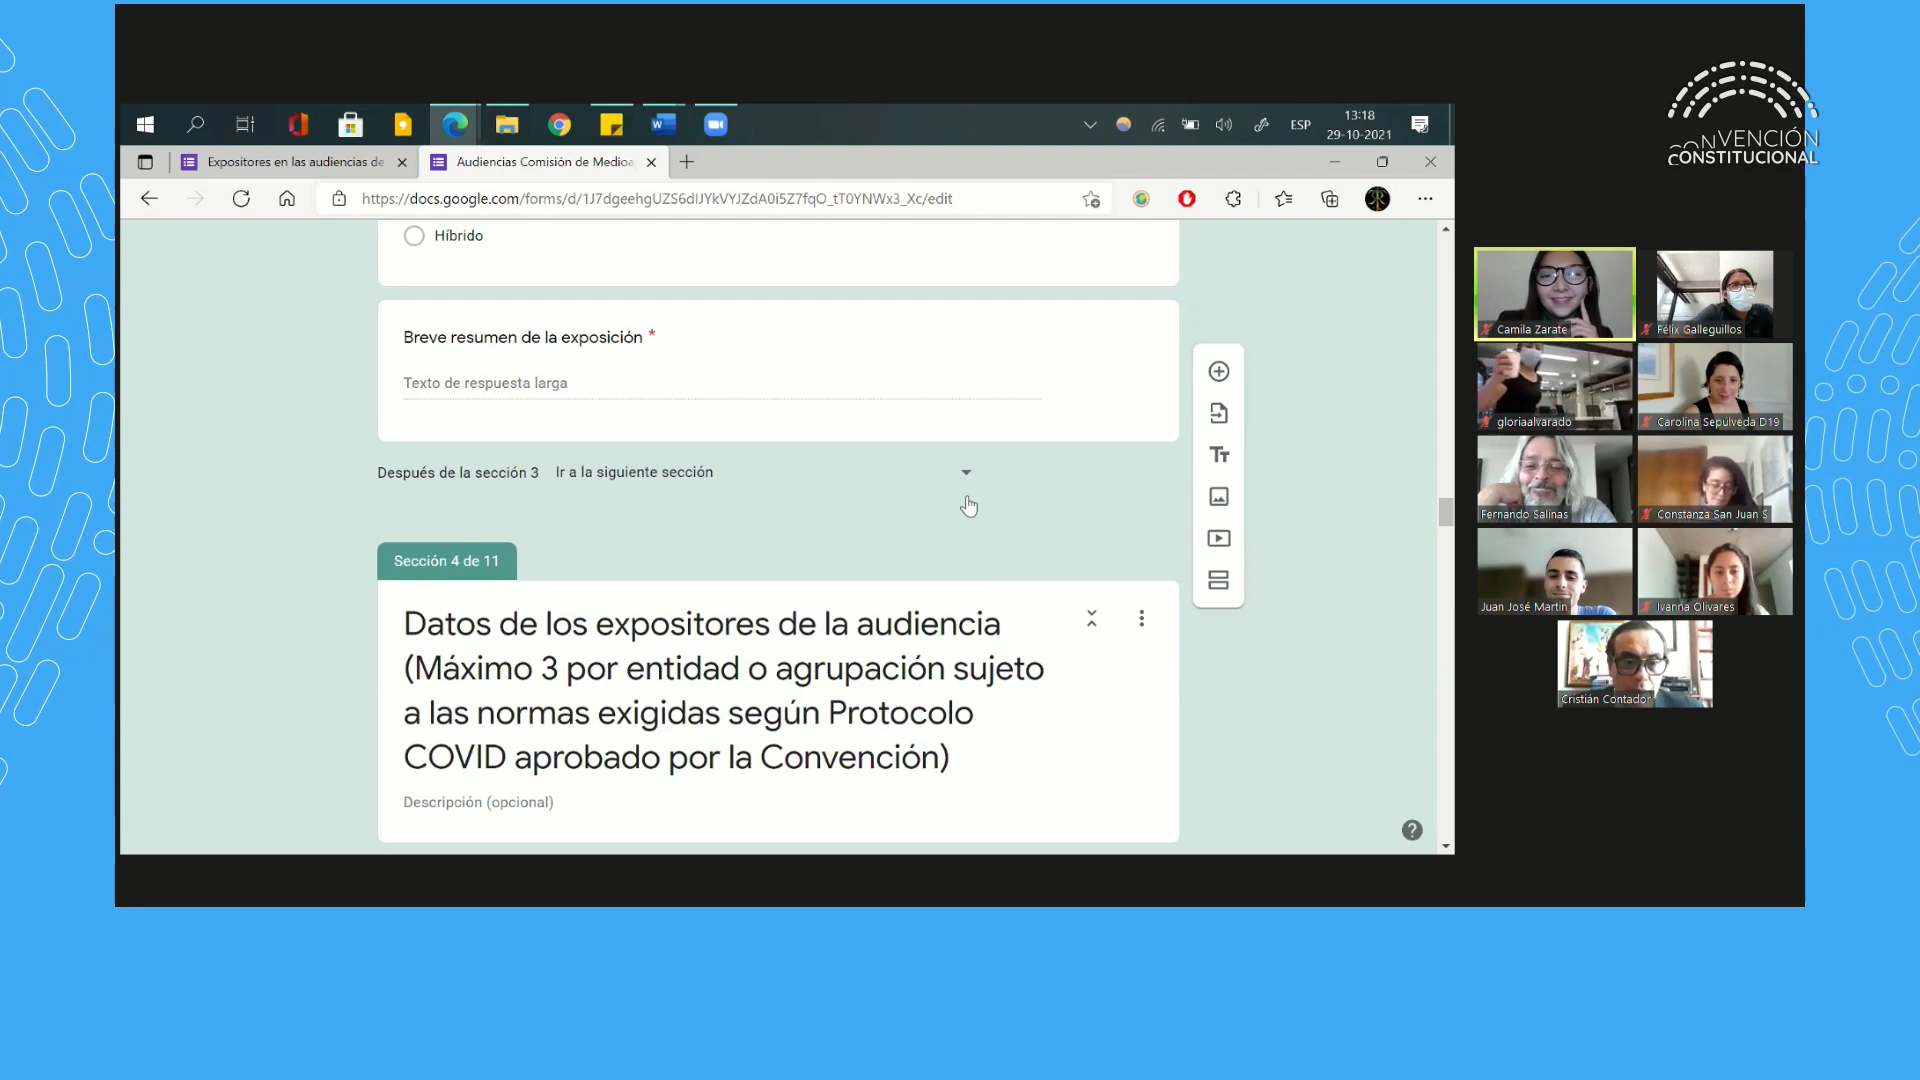 CONVENCIÓN
CONSTITUCIONAL
ESP
13:18
29-10-2021
Expositores en las audiencias de
Audiencias Comisión de Medioa
https://docs.google.com/forms/d/1J7dgeehgUZS6dIJYkVYJZdA0i5Z7fqO_tT0YNWx3_Xc/edit
Híbrido
Breve resumen de la exposición *
Texto de respuesta larga
Después de la sección 3 Ir a la siguiente sección
Tт
Sección 4 de 11
Datos de los expositores de la audiencia
(Máximo 3 por entidad o agrupación sujeto
a las normas exigidas según Protocolo
COVID aprobado por la Convención)
Descripción (opcional)
Camila Zarate
Félix Galleguillos
gloriaalvarado
Carolina Sepúlveda D19
Fernando Salinas
Constanza San Juan S
Juan José Martin
Ivanna Olivares
Cristián Contador